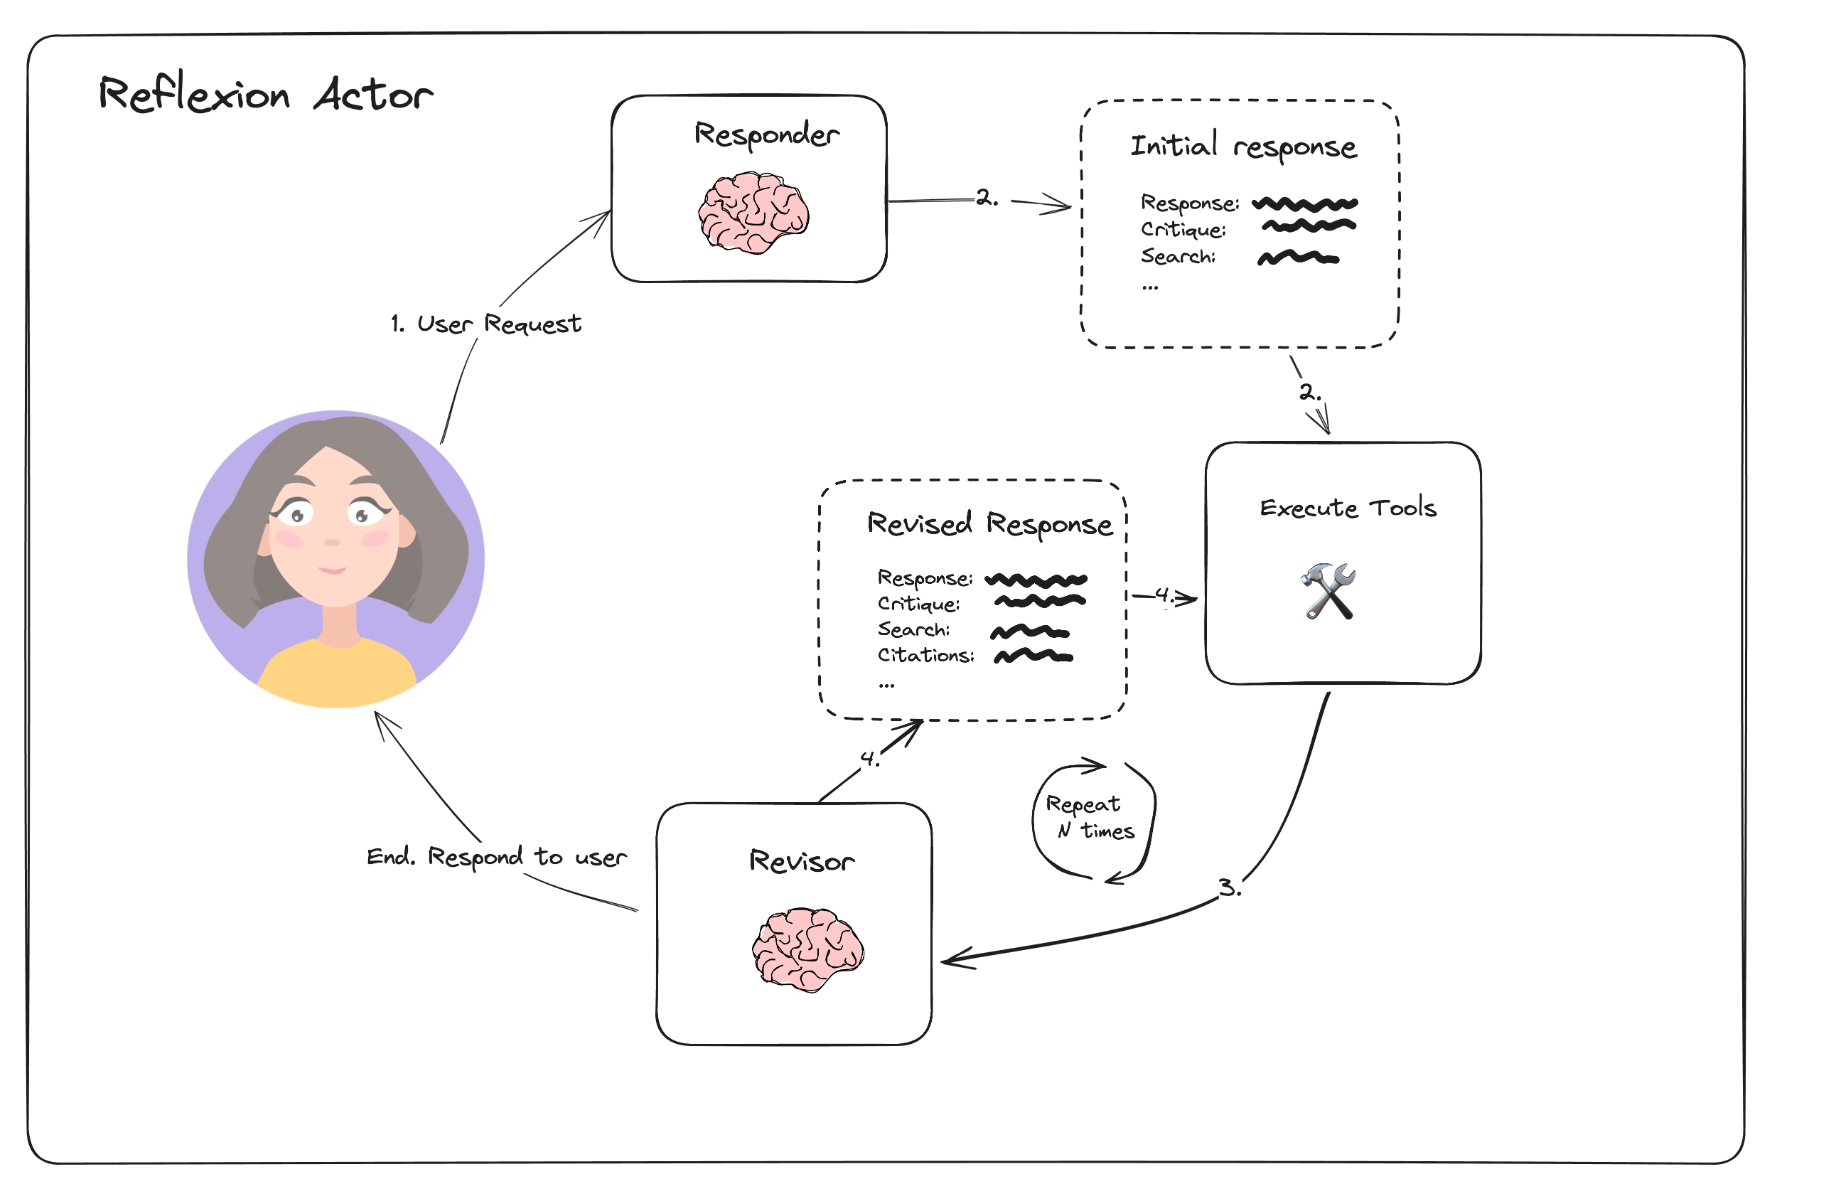 Reflexion Actor
Responder
2.
Initial response
Response:
Critique:
Search:
...
1. User Request
2.
Execute Tools
Revised Response
Response:
Critique:
Search:
Citations:
...
4.
4.
Repeat
N times
3.
Revisor
End. Respond to user